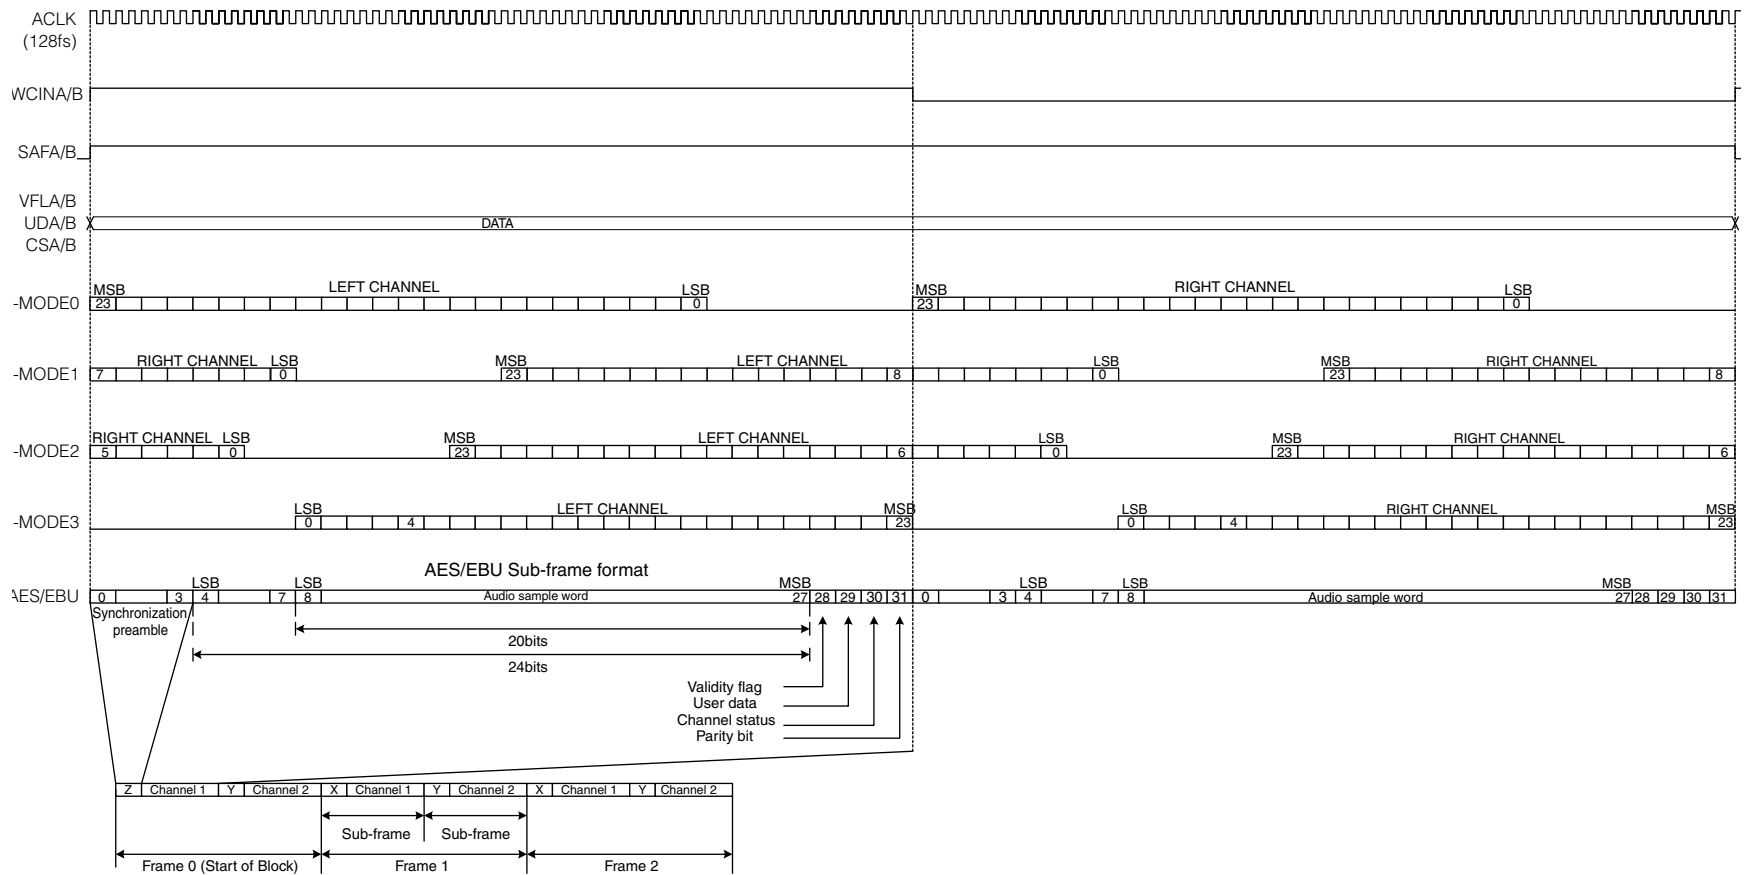 ACLK
(128fs)
WCINA/B
SAFA/B
VFLA/B
UDA/B
DATA
CSA/B
MSB LEFT CHANNEL LSB MSB RIGHT CHANNEL LSB
-MODE0 23 0 23 0
RIGHT CHANNEL LSB MSB LEFT CHANNEL LSB MSB RIGHT CHANNEL
-MODE1 7 0 23 8 0 23 8
RIGHT CHANNEL LSB MSB LEFT CHANNEL LSB MSB RIGHT CHANNEL
-MODE2 5 0 23 6 0 23 6
LSB LEFT CHANNEL MSB LSB RIGHT CHANNEL MSB
-MODE3 0 4 23 0 4 23
AES/EBU Sub-frame format
LSB LSB MSB LSB LSB MSB
AES/EBU 0 3 4 7 8 Audio sample word 27 28 29 30 31 0 3 4 7 8 Audio sample word 27 28 29 30 31
Synchronization
preamble
20bits
24bits
Validity flag
User data
Channel status
Parity bit
Z Channel 1 Y Channel 2 X Channel 1 Y Channel 2 X Channel 1 Y Channel 2
Sub-frame Sub-frame
Frame 0 (Start of Block) Frame 1 Frame 2